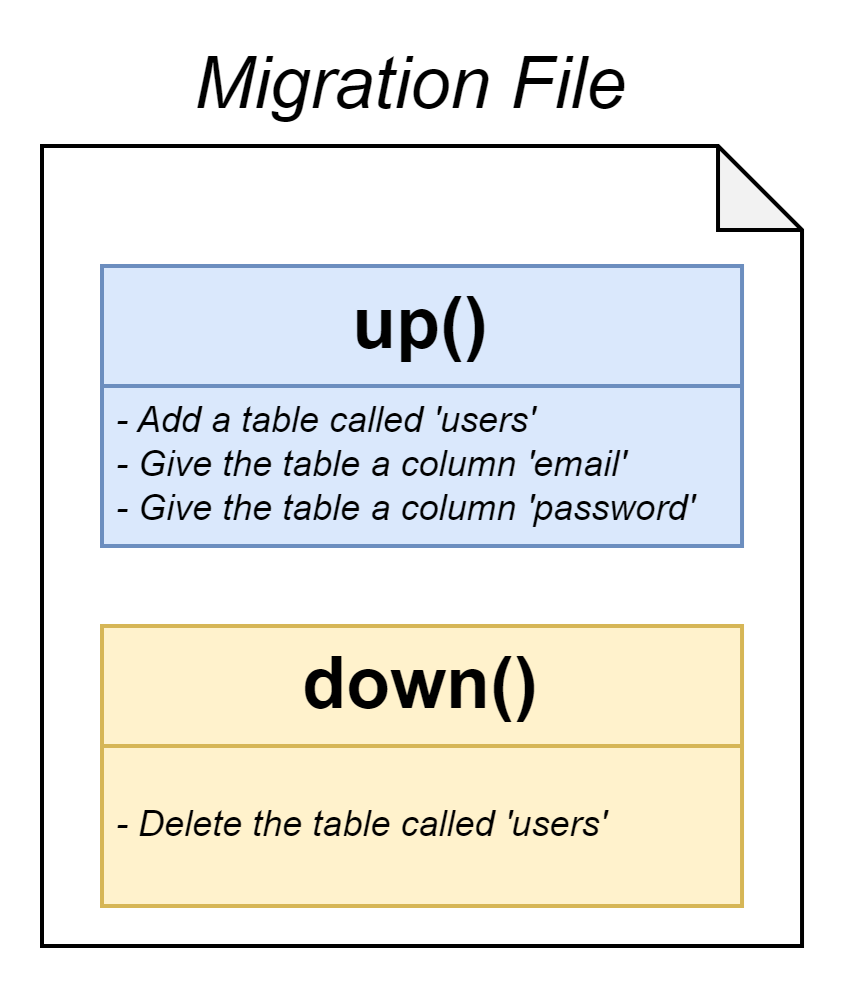 Migration File
up()
- Add a table called 'users'
- Give the table a column 'email'
- Give the table a column 'password'
down()
- Delete the table called 'users'